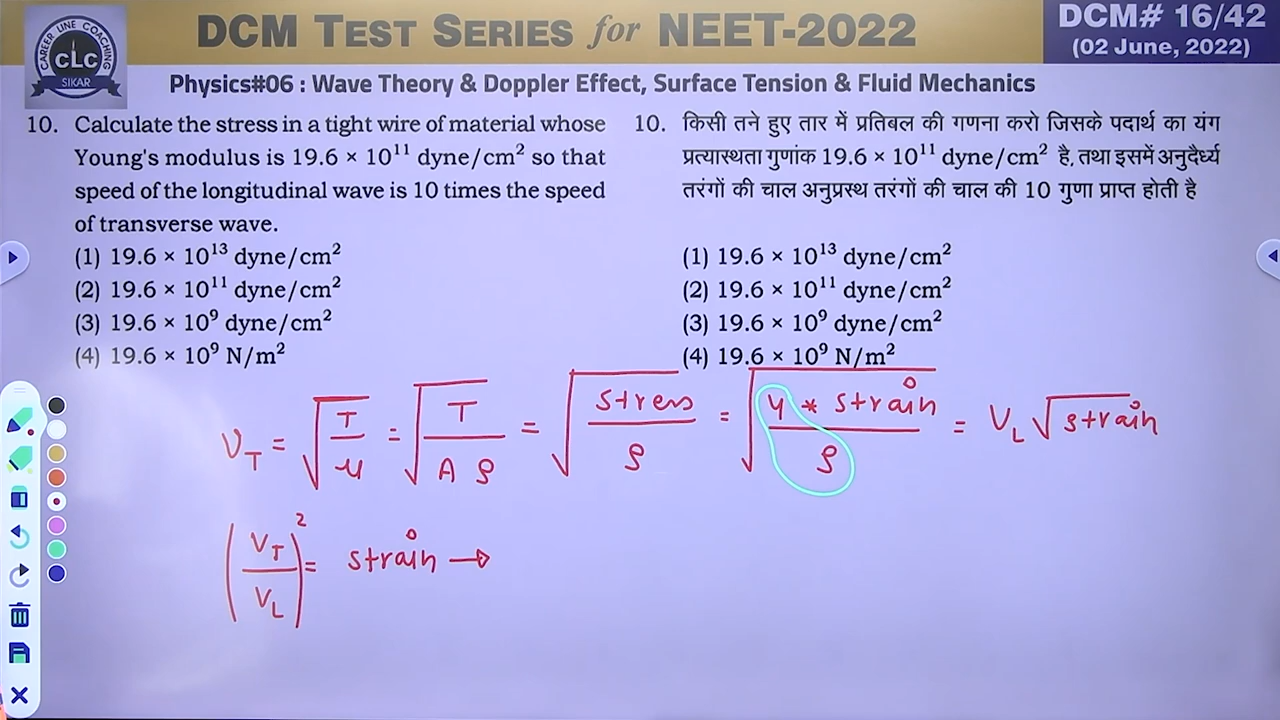 CAREER LINE COACHING
CLC
SIKAR
DCM TEST SERIES for NEET-2022
DCM# 16/42
(02 June, 2022)
Physics#06 : Wave Theory & Doppler Effect, Surface Tension & Fluid Mechanics
10. Calculate the stress in a tight wire of material whose
Young's modulus is 19.6 × 10¹¹ dyne/cm² so that
speed of the longitudinal wave is 10 times the speed
of transverse wave.
(1) 19.6 × 10¹³ dyne/cm²
(2) 19.6 × 10¹¹ dyne/cm²
(3) 19.6 × 10⁹ dyne/cm²
(4) 19.6 × 10⁹ N/m²
10. किसी तने हुए तार में प्रतिबल की गणना करो जिसके पदार्थ का यंग
प्रत्यास्थता गुणांक 19.6 × 10¹¹ dyne/cm² है, तथा इसमें अनुदैर्ध्य
तरंगों की चाल अनुप्रस्थ तरंगों की चाल की 10 गुणा प्राप्त होती है
(1) 19.6 × 10¹³ dyne/cm²
(2) 19.6 × 10¹¹ dyne/cm²
(3) 19.6 × 10⁹ dyne/cm²
(4) 19.6 × 10⁹ N/m²
V_T = √(T/μ) = √(T/(A ρ)) = √(stress/ρ) = √((Y * strain)/ρ) = V_L √strain
(V_T/V_L)² = strain →